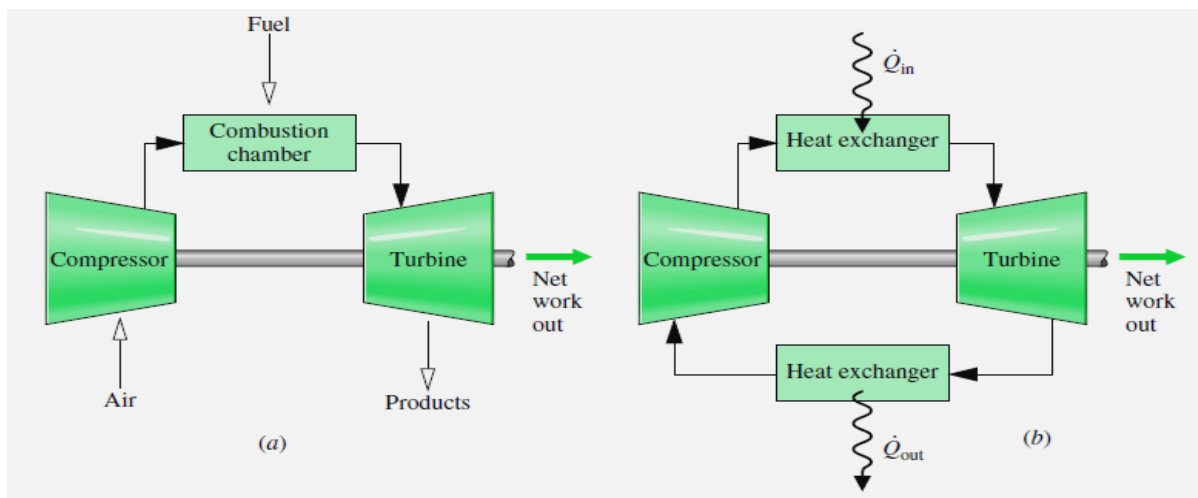 Fuel
Combustion
chamber
Compressor
Turbine
Net
work
out
Air
Products
(a)
Q̇in
Heat exchanger
Compressor
Turbine
Net
work
out
Heat exchanger
Q̇out
(b)